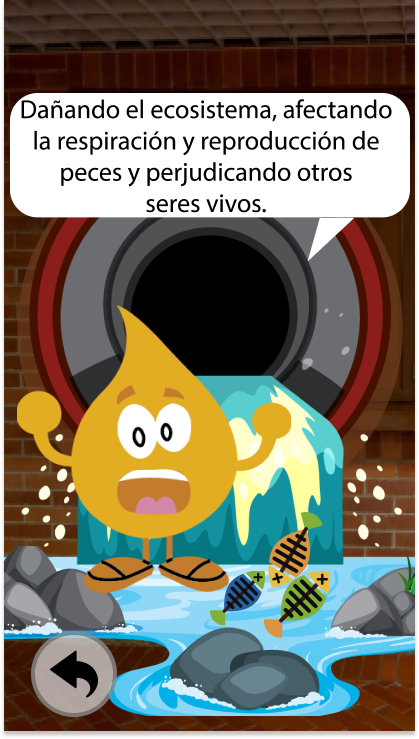 Dañando el ecosistema, afectando
la respiración y reproducción de
peces y perjudicando otros
seres vivos.